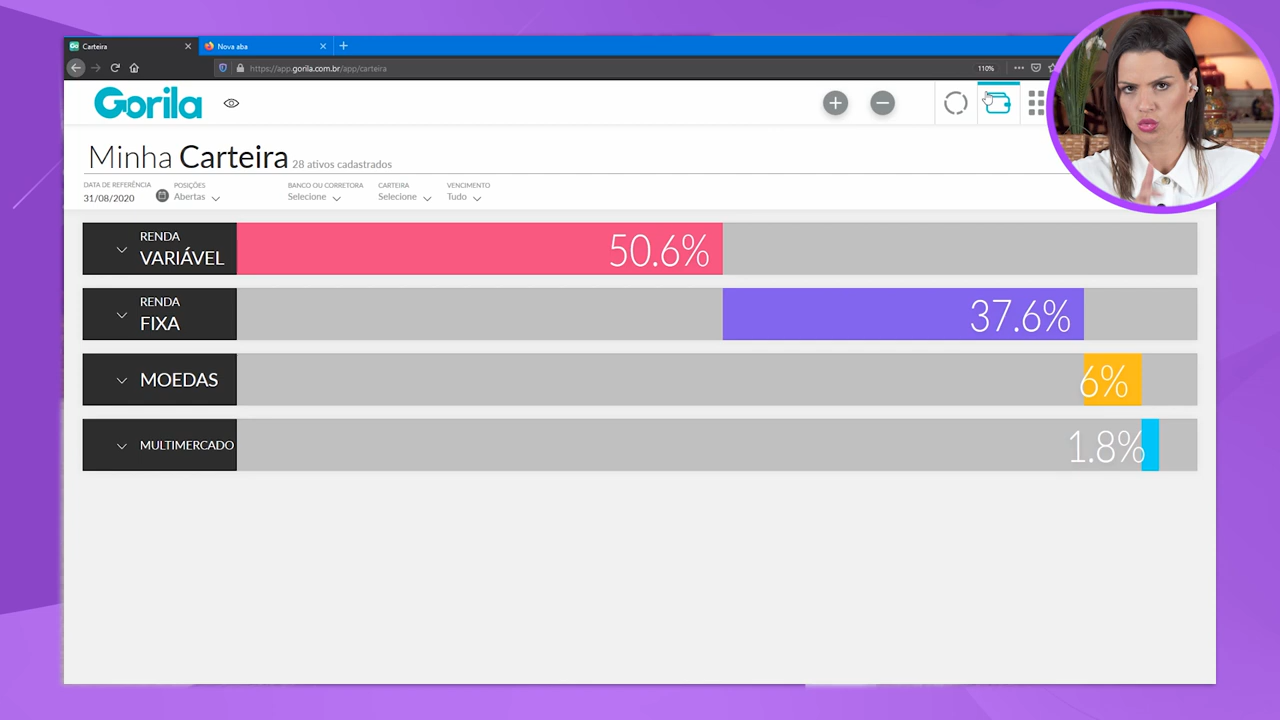 Carteira
Nova aba
https://app.gorila.com.br/app/carteira
110%
Gorila
Minha Carteira 28 ativos cadastrados
DATA DE REFERÊNCIA
31/08/2020
POSIÇÕES
Abertas
BANCO OU CORRETORA
Selecione
CARTEIRA
Selecione
VENCIMENTO
Tudo
RENDA
VARIÁVEL
50.6%
RENDA
FIXA
37.6%
MOEDAS
6%
MULTIMERCADO
1.8%